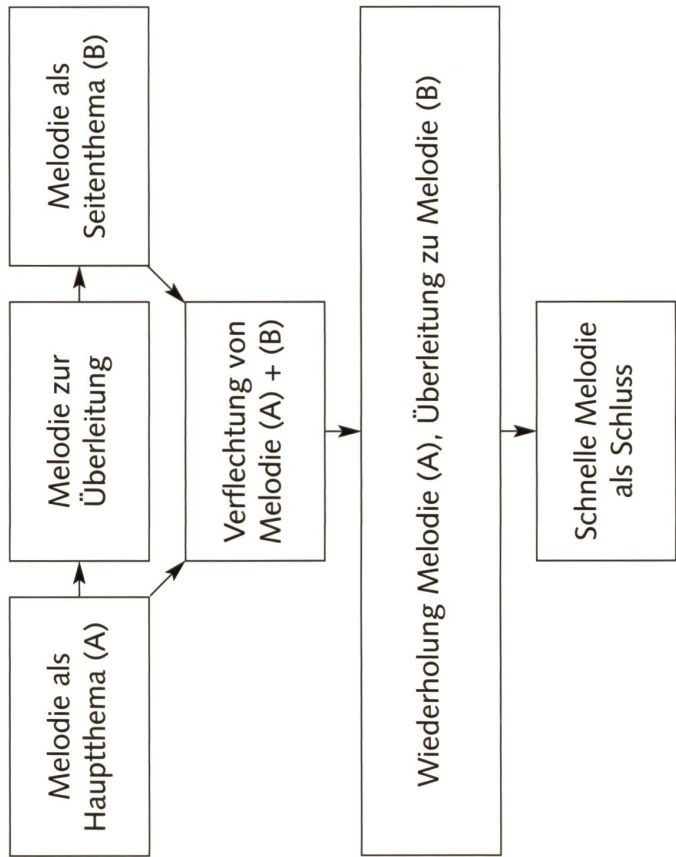 Melodie als
Hauptthema (A)
Melodie zur
Überleitung
Melodie als
Seitenthema (B)
Verflechtung von
Melodie (A) + (B)
Wiederholung Melodie (A), Überleitung zu Melodie (B)
Schnelle Melodie
als Schluss